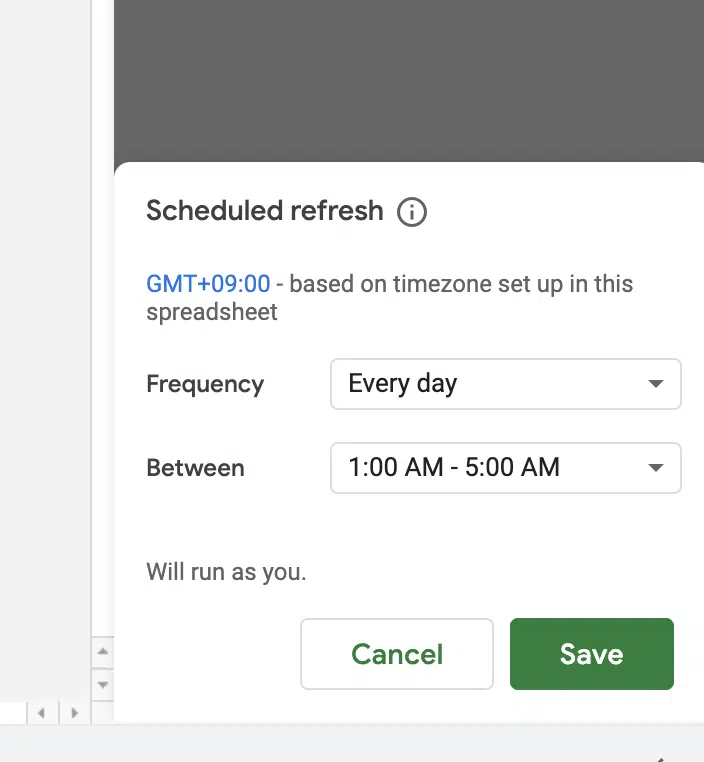 Scheduled refresh
GMT+09:00 - based on timezone set up in this
spreadsheet
Frequency Every day
Between 1:00 AM - 5:00 AM
Will run as you.
Cancel Save